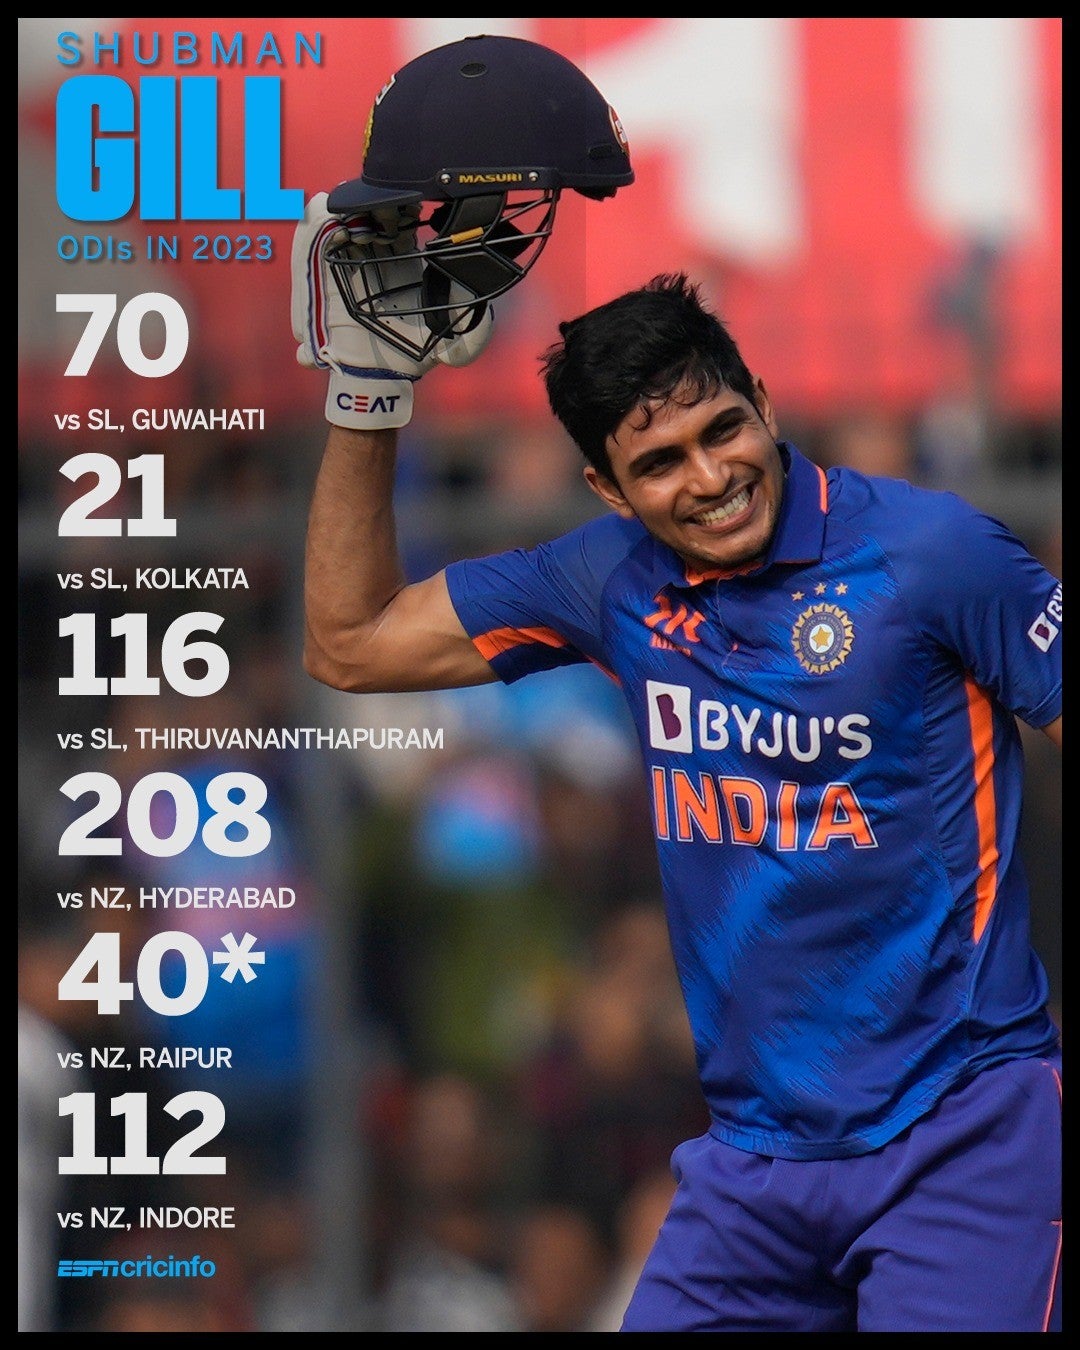 SHUBMAN
GILL
ODIs IN 2023
70
vs SL, GUWAHATI
21
vs SL, KOLKATA
116
vs SL, THIRUVANANTHAPURAM
208
vs NZ, HYDERABAD
40*
vs NZ, RAIPUR
112
vs NZ, INDORE
ESPNcricinfo
MASURI
CEAT
BYJU'S
INDIA